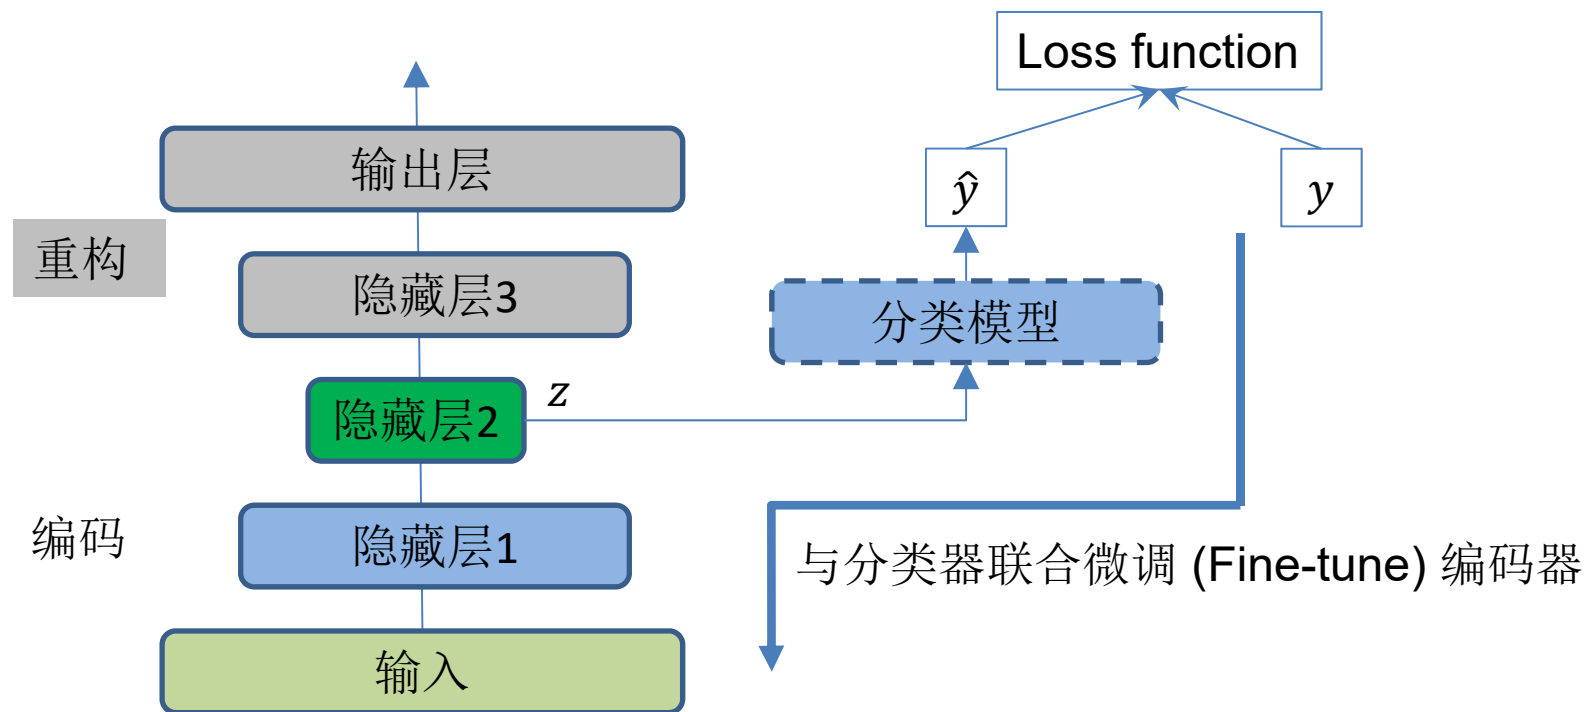 Loss function
输出层
ŷ
y
重构
隐藏层3
分类模型
z
隐藏层2
编码
隐藏层1
与分类器联合微调 (Fine-tune) 编码器
输入